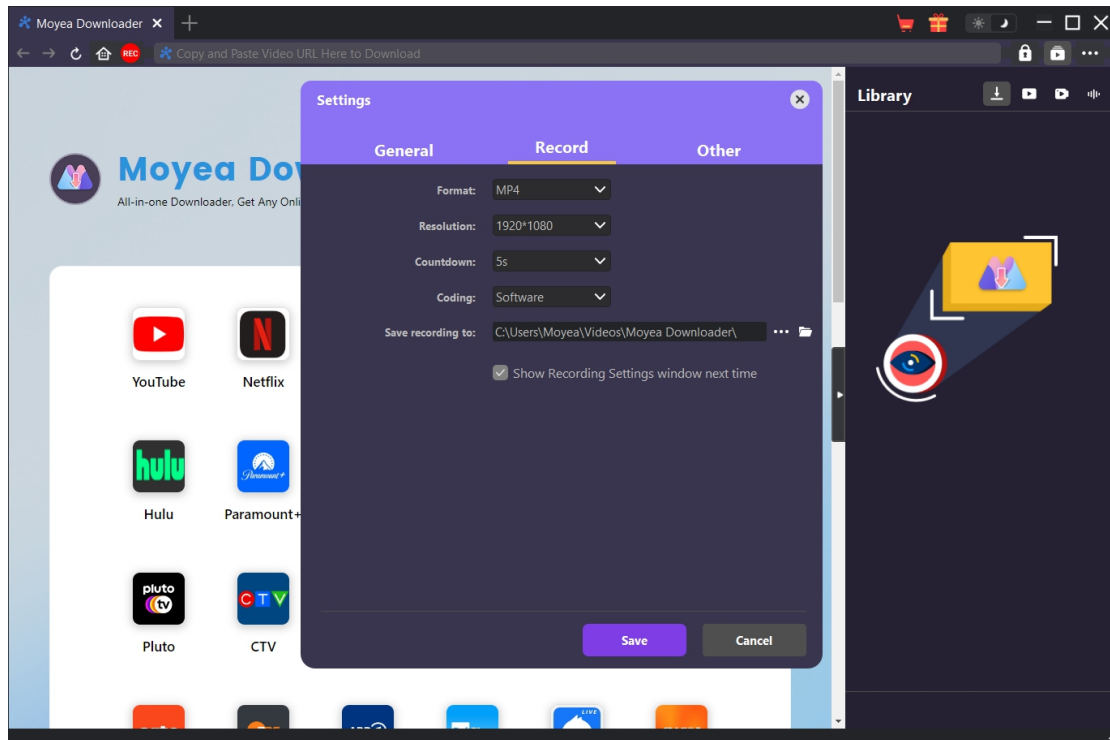 Moyea Downloader
REC
Copy and Paste Video URL Here to Download
Settings
Library
General
Record
Other
Moyea Dow
All-in-one Downloader, Get Any Onli
Format:
MP4
Resolution:
1920*1080
Countdown:
5s
Coding:
Software
Save recording to:
C:\Users\Moyea\Videos\Moyea Downloader\
Show Recording Settings window next time
N
YouTube
Netflix
hulu
Paramount+
Hulu
Paramount+
pluto
tv
CTV
Pluto
CTV
Save
Cancel
LIVE